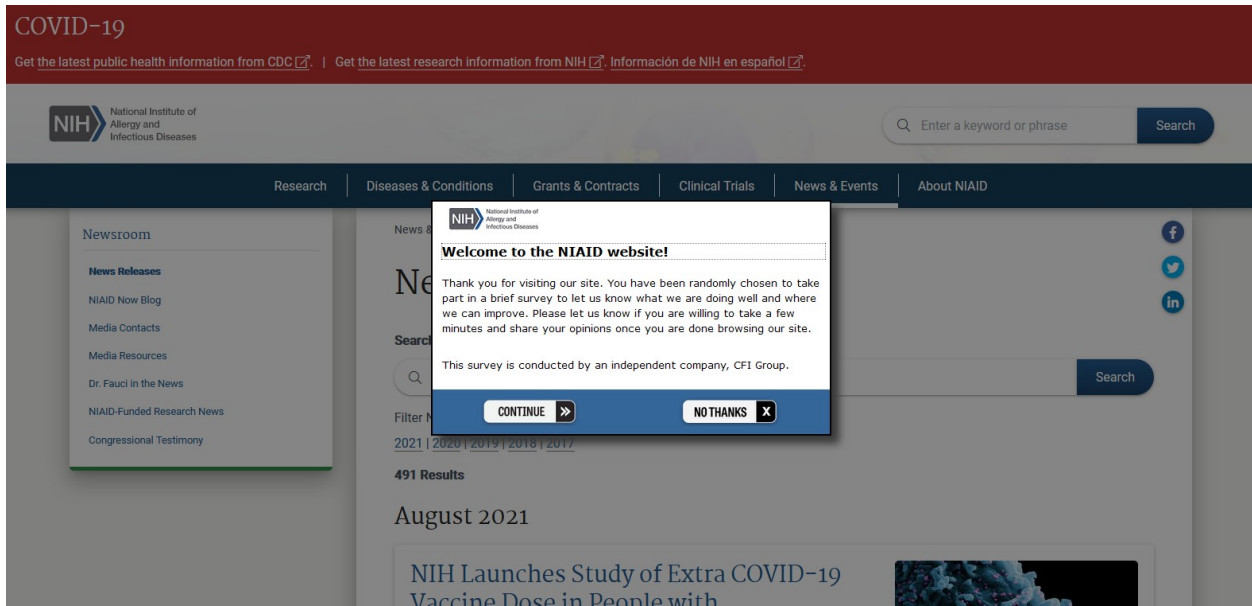 COVID-19
Get the latest public health information from CDC. | Get the latest research information from NIH. Información de NIH en español.
NIH National Institute of
Allergy and
Infectious Diseases
Enter a keyword or phrase
Search
Research
Diseases & Conditions
Grants & Contracts
Clinical Trials
News & Events
About NIAID
Newsroom
News Releases
NIAID Now Blog
Media Contacts
Media Resources
Dr. Fauci in the News
NIAID-Funded Research News
Congressional Testimony
News &
NIH National Institute of
Allergy and
Infectious Diseases
Welcome to the NIAID website!
Thank you for visiting our site. You have been randomly chosen to take
part in a brief survey to let us know what we are doing well and where
we can improve. Please let us know if you are willing to take a few
minutes and share your opinions once you are done browsing our site.
This survey is conducted by an independent company, CFI Group.
CONTINUE
NO THANKS X
Search
Filter
2021 | 2020 | 2019 | 2018 | 2017
491 Results
August 2021
NIH Launches Study of Extra COVID-19
Vaccine Dose in People with